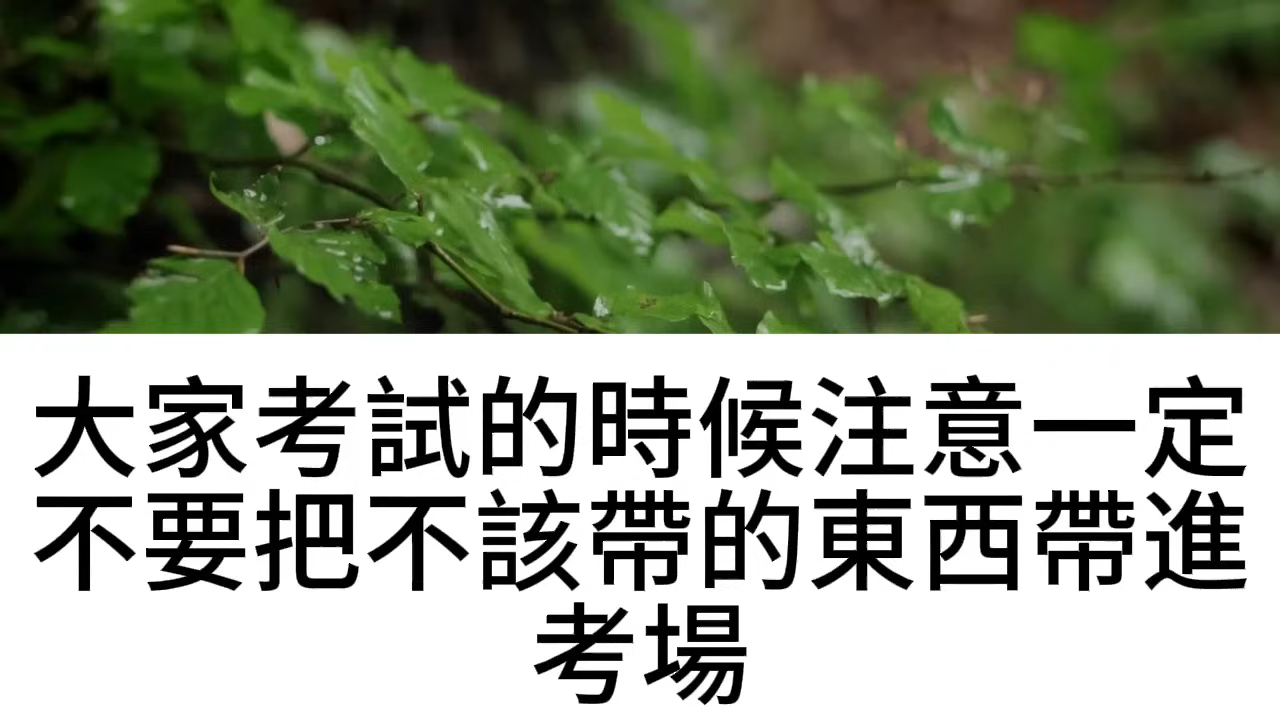 大家考試的時候注意一定
不要把不該帶的東西帶進
考場